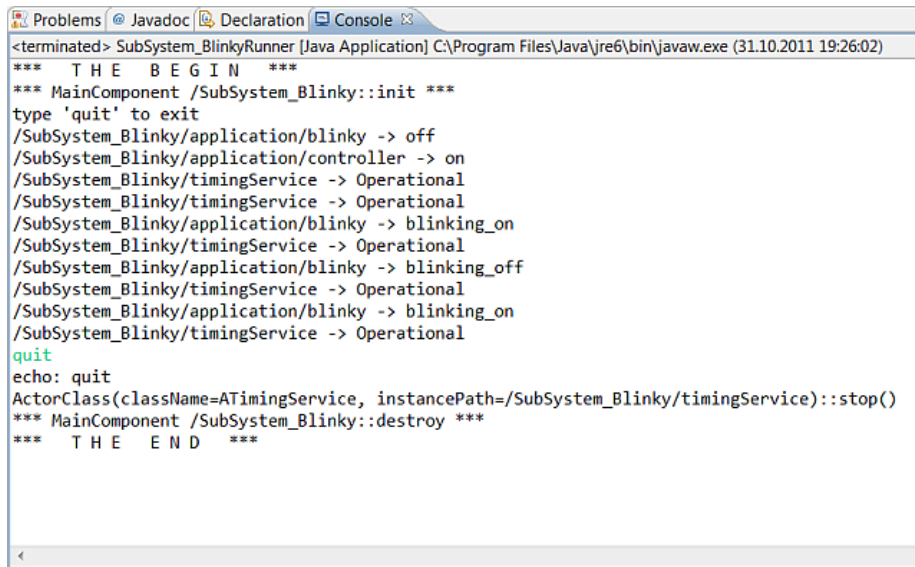 Problems @ Javadoc Declaration Console
<terminated> SubSystem_BlinkyRunner [Java Application] C:\Program Files\Java\jre6\bin\javaw.exe (31.10.2011 19:26:02)
***   T H E   B E G I N   ***
*** MainComponent /SubSystem_Blinky::init ***
type 'quit' to exit
/SubSystem_Blinky/application/blinky -> off
/SubSystem_Blinky/application/controller -> on
/SubSystem_Blinky/timingService -> Operational
/SubSystem_Blinky/timingService -> Operational
/SubSystem_Blinky/application/blinky -> blinking_on
/SubSystem_Blinky/timingService -> Operational
/SubSystem_Blinky/application/blinky -> blinking_off
/SubSystem_Blinky/timingService -> Operational
/SubSystem_Blinky/application/blinky -> blinking_on
/SubSystem_Blinky/timingService -> Operational
quit
echo: quit
ActorClass(className=ATimingService, instancePath=/SubSystem_Blinky/timingService)::stop()
*** MainComponent /SubSystem_Blinky::destroy ***
***   T H E   E N D   ***